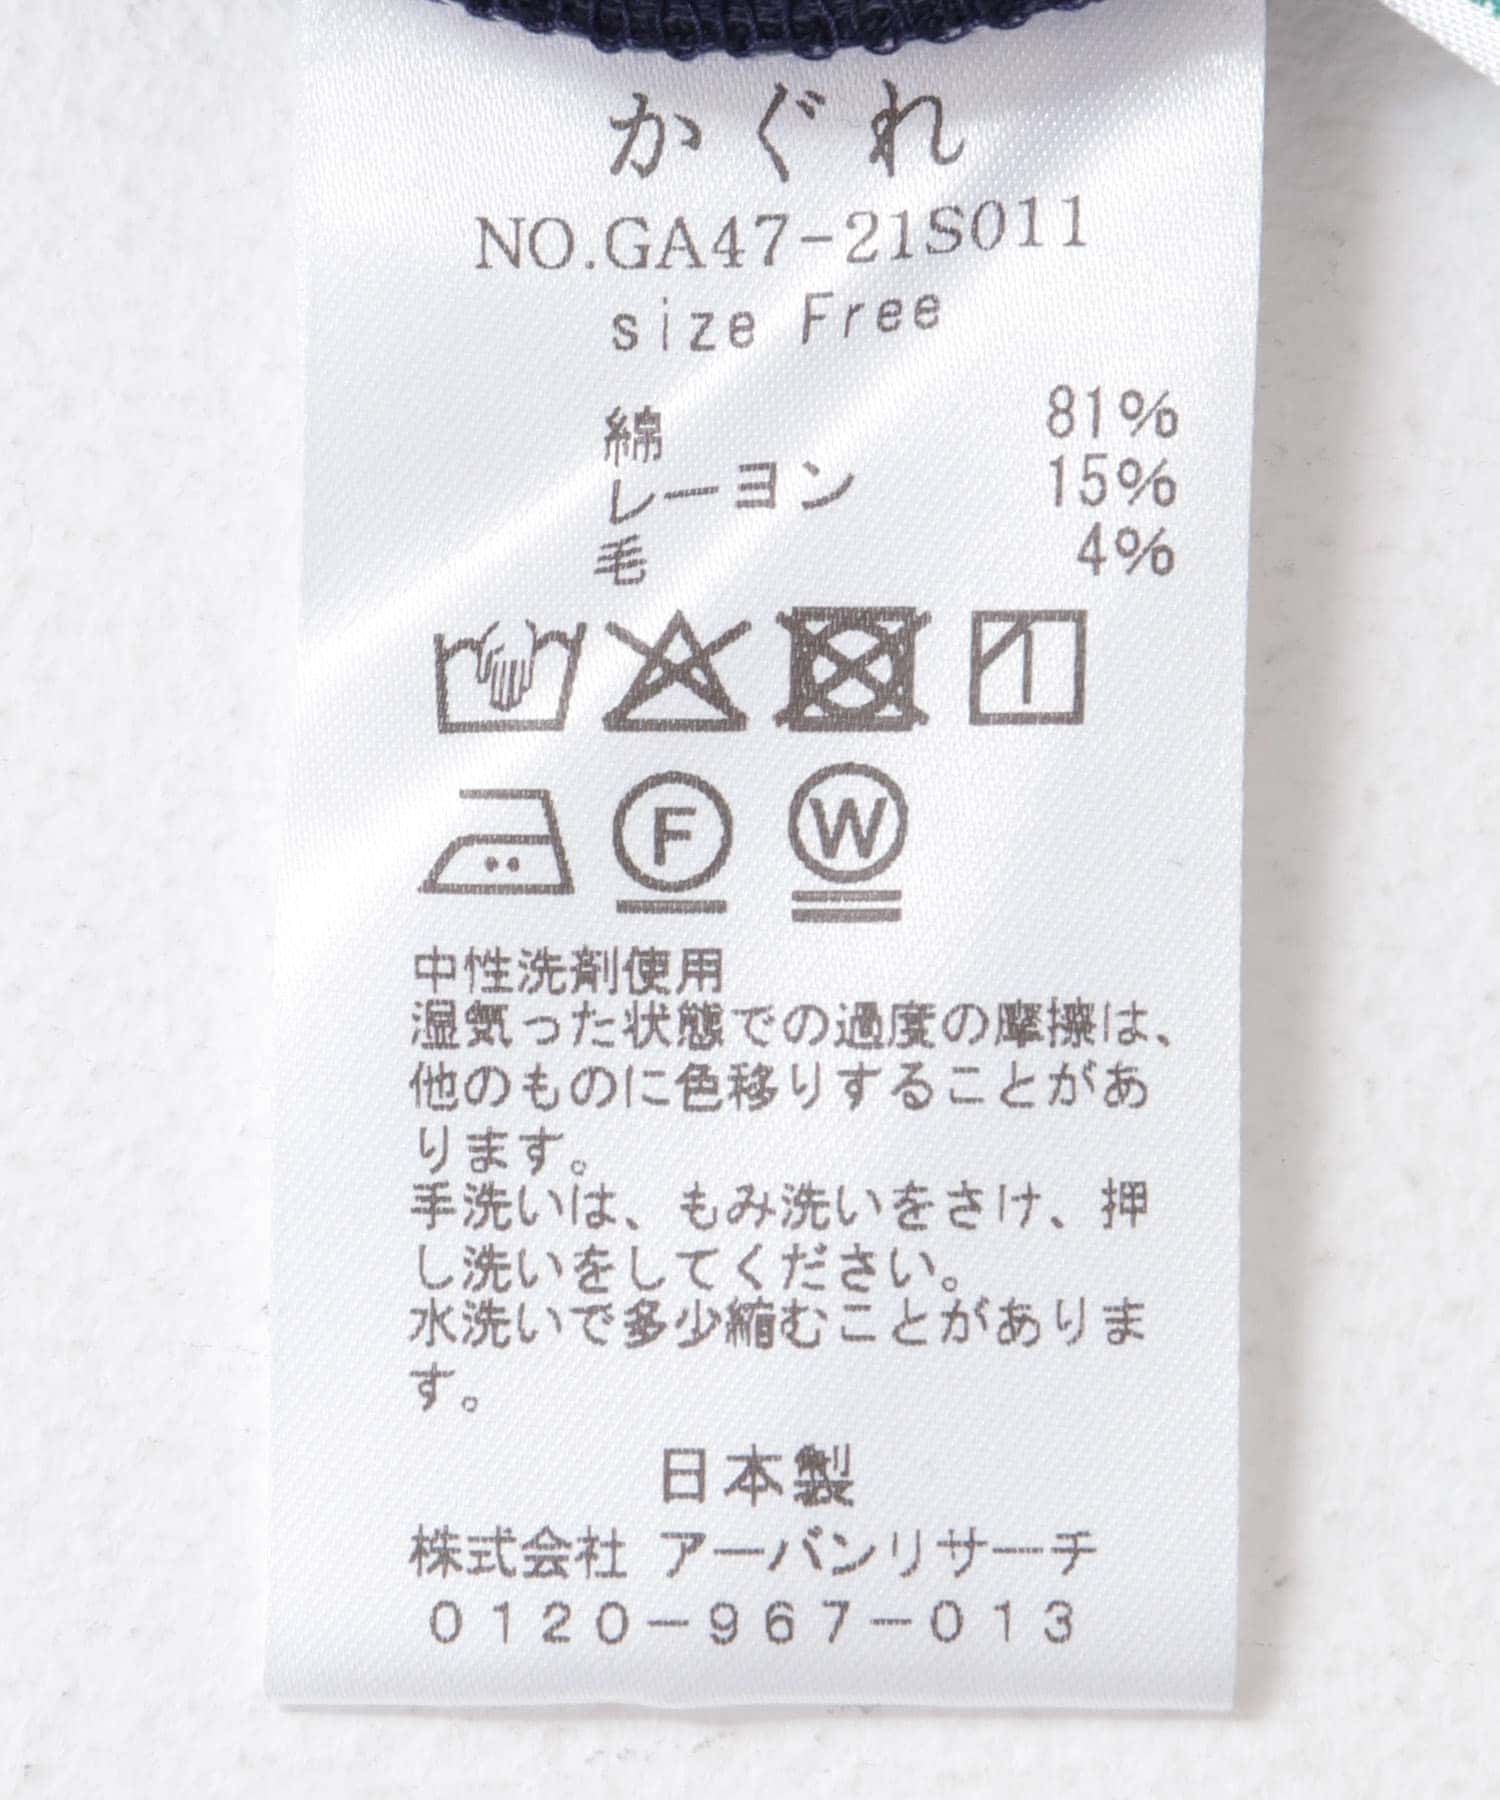 かぐれ
NO.GA47-21S011
size Free
綿 81%
レーヨン 15%
毛 4%
F
W
中性洗剤使用
湿気った状態での過度の摩擦は、
他のものに色移りすることがあ
ります。
手洗いは、もみ洗いをさけ、押
し洗いをしてください。
水洗いで多少縮むことがありま
す。
日本製
株式会社 アーバンリサーチ
0120-967-013